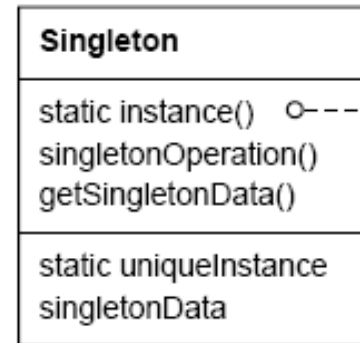 Singleton
static instance()
singletonOperation()
getSingletonData()
static uniqueInstance
singletonData